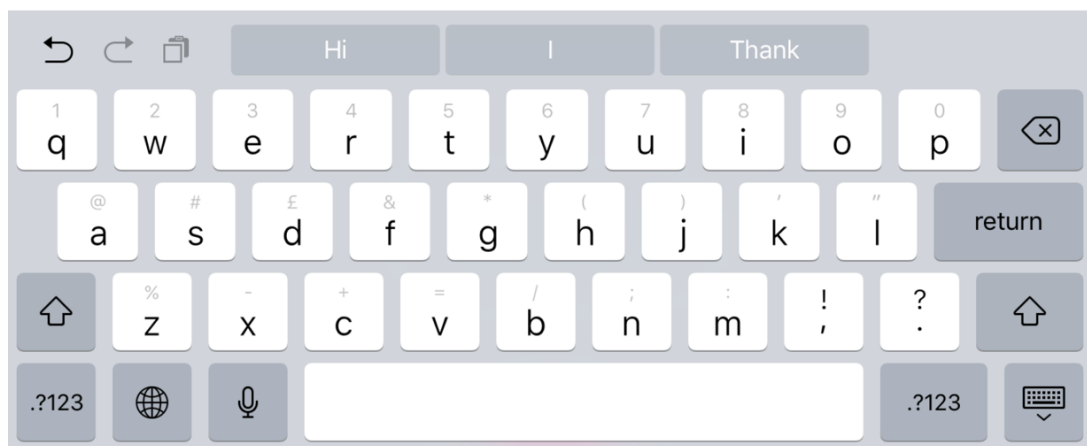 Hi I Thank
1 2 3 4 5 6 7 8 9 0
q w e r t y u i o p
@ # £ & * ( ) ' "
a s d f g h j k l return
% - + = / ; : ! ?
z x c v b n m , .
.?123 .?123